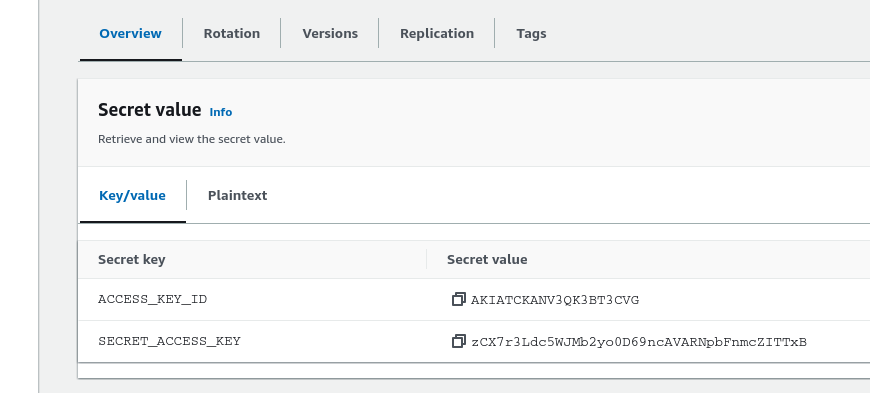 Overview Rotation Versions Replication Tags
Secret value Info
Retrieve and view the secret value.
Key/value Plaintext
Secret key Secret value
ACCESS_KEY_ID AKIATCKANV3QK3BT3CVG
SECRET_ACCESS_KEY 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